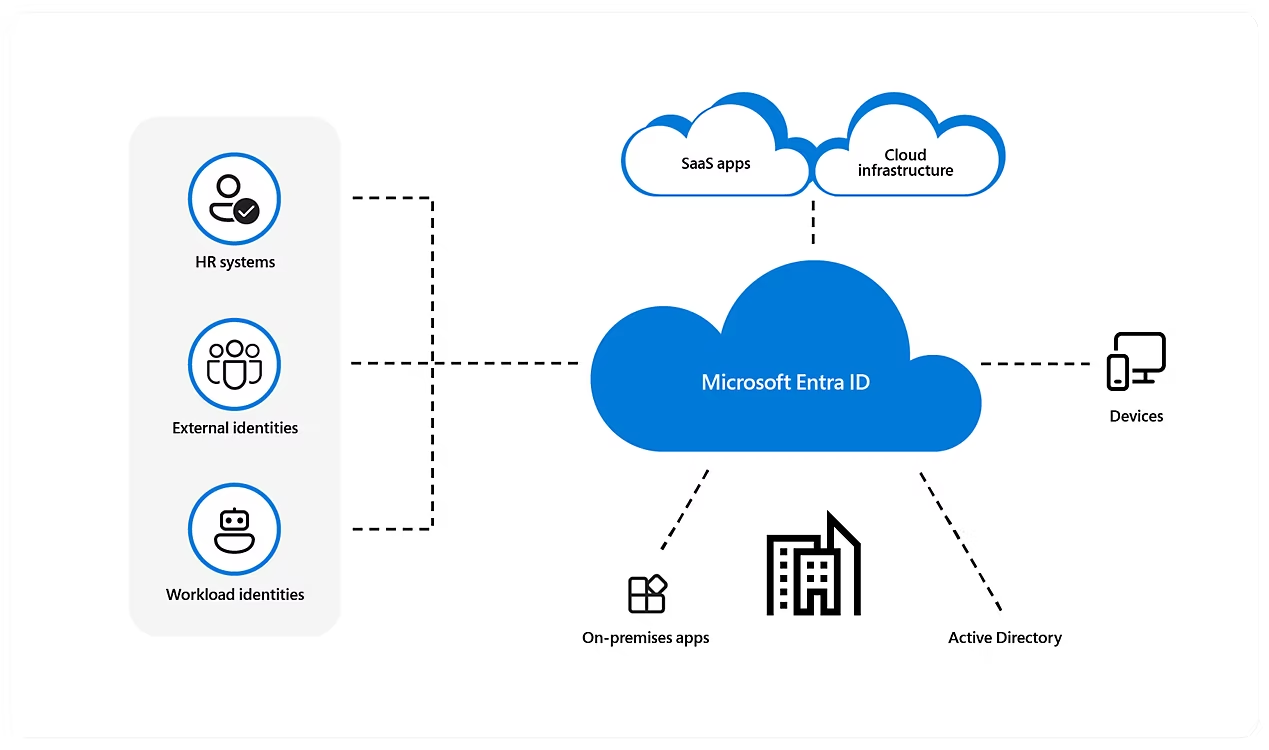 SaaS apps
Cloud
infrastructure
HR systems
External identities
Workload identities
Microsoft Entra ID
Devices
On-premises apps
Active Directory